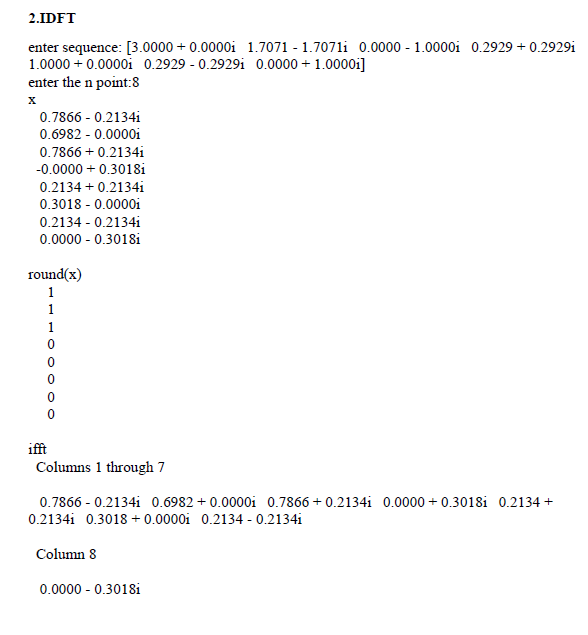 2.IDFT
enter sequence: [3.0000 + 0.0000i 1.7071 - 1.7071i 0.0000 - 1.0000i 0.2929 + 0.2929i
1.0000 + 0.0000i 0.2929 - 0.2929i 0.0000 + 1.0000i]
enter the n point:8
x
0.7866 - 0.2134i
0.6982 - 0.0000i
0.7866 + 0.2134i
-0.0000 + 0.3018i
0.2134 + 0.2134i
0.3018 - 0.0000i
0.2134 - 0.2134i
0.0000 - 0.3018i
round(x)
1
1
1
0
0
0
0
0
ifft
Columns 1 through 7
0.7866 - 0.2134i 0.6982 + 0.0000i 0.7866 + 0.2134i 0.0000 + 0.3018i 0.2134 +
0.2134i 0.3018 + 0.0000i 0.2134 - 0.2134i
Column 8
0.0000 - 0.3018i